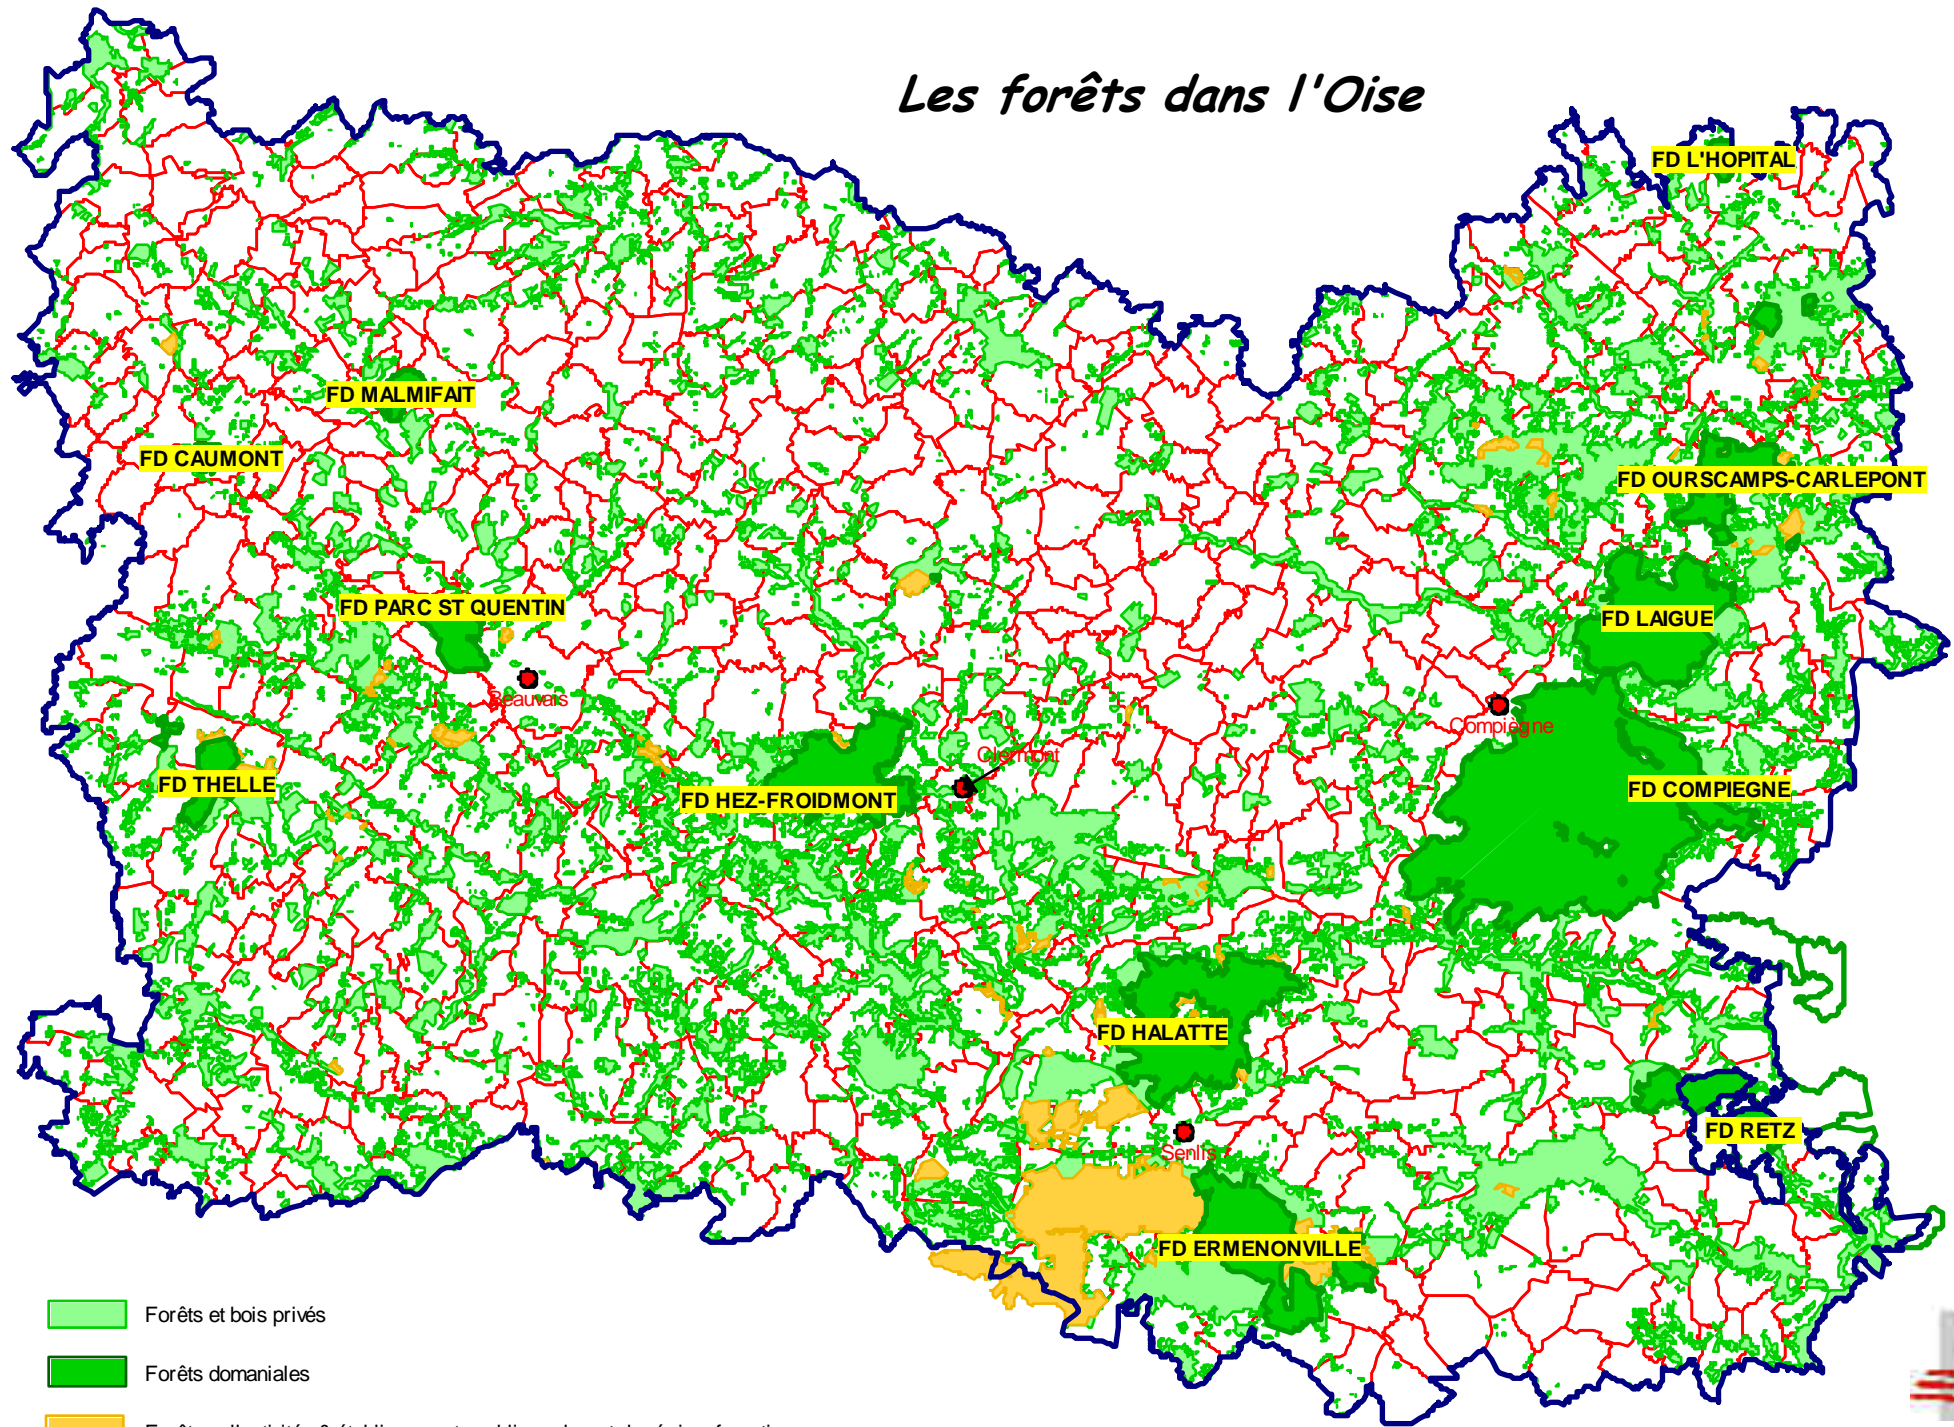 Les forêts dans l'Oise
FD L'HOPITAL
FD MALMIFAIT
FD CAUMONT
FD OURSCAMPS-CARLEPONT
FD PARC ST QUENTIN
FD LAIGUE
Beauvais
Compiègne
Clermont
FD THELLE
FD HEZ-FROIDMONT
FD COMPIEGNE
FD HALATTE
FD RETZ
Senlis
FD ERMENONVILLE
Forêts et bois privés
Forêts domaniales